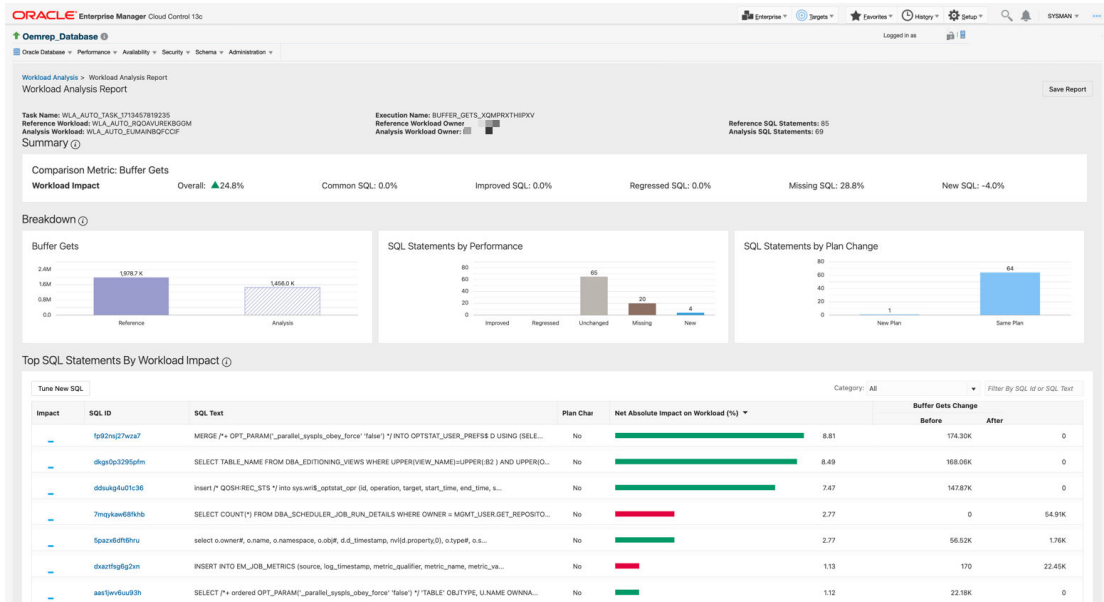 ORACLE Enterprise Manager Cloud Control 13c
Enterprise Targets Favorites History Setup SYSMAN
Oemrep_Database
Logged in as
Oracle Database Performance Availability Security Schema Administration
Workload Analysis > Workload Analysis Report
Workload Analysis Report
Save Report
Task Name: WLA_AUTO_TASK_1713457819235
Reference Workload: WLA_AUTO_RQOAVUREKBGGM
Analysis Workload: WLA_AUTO_EUMAINBQFCCIF
Execution Name: BUFFER_GETS_XQMPRXTHIIPXV
Reference Workload Owner
Analysis Workload Owner:
Reference SQL Statements: 85
Analysis SQL Statements: 69
Summary
Comparison Metric: Buffer Gets
Workload Impact Overall: 24.8% Common SQL: 0.0% Improved SQL: 0.0% Regressed SQL: 0.0% Missing SQL: 28.8% New SQL: -4.0%
Breakdown
Buffer Gets
2.4M
1.6M
0.8M
0.0
1,978.7 K
1,456.0 K
Reference Analysis
SQL Statements by Performance
80
60
40
20
0
65
20
4
Improved Regressed Unchanged Missing New
SQL Statements by Plan Change
80
60
40
20
0
1
64
New Plan Same Plan
Top SQL Statements By Workload Impact
Tune New SQL
Category: All Filter By SQL Id or SQL Text
Impact SQL ID SQL Text Plan Char Net Absolute Impact on Workload (%) Buffer Gets Change
Before After
fp92nsj27wza7 MERGE /*+ OPT_PARAM('_parallel_syspls_obey_force' 'false') */ INTO OPTSTAT_USER_PREFS$ D USING (SELE... No 8.81 174.30K 0
dkgs0p3295pfm SELECT TABLE_NAME FROM DBA_EDITIONING_VIEWS WHERE UPPER(VIEW_NAME)=UPPER(:B2 ) AND UPPER(O... No 8.49 168.06K 0
ddsukg4u01c36 insert /* QOSH:REC_STS */ into sys.wri$_optstat_opr (id, operation, target, start_time, end_time, s... No 7.47 147.87K 0
7mqykaw68fkhb SELECT COUNT(*) FROM DBA_SCHEDULER_JOB_RUN_DETAILS WHERE OWNER = MGMT_USER.GET_REPOSITO... No 2.77 0 54.91K
5pazx6dft6hru select o.owner#, o.name, o.namespace, o.obj#, d.d_timestamp, nvl(d.property,0), o.type#, o.s... No 2.77 56.52K 1.76K
dxaztfsg6g2xn INSERT INTO EM_JOB_METRICS (source, log_timestamp, metric_qualifier, metric_name, metric_va... No 1.13 170 22.45K
aas1jwv6uu93h SELECT /*+ ordered OPT_PARAM('_parallel_syspls_obey_force' 'false') */ 'TABLE' OBJTYPE, U.NAME OWNNA... No 1.12 22.18K 0